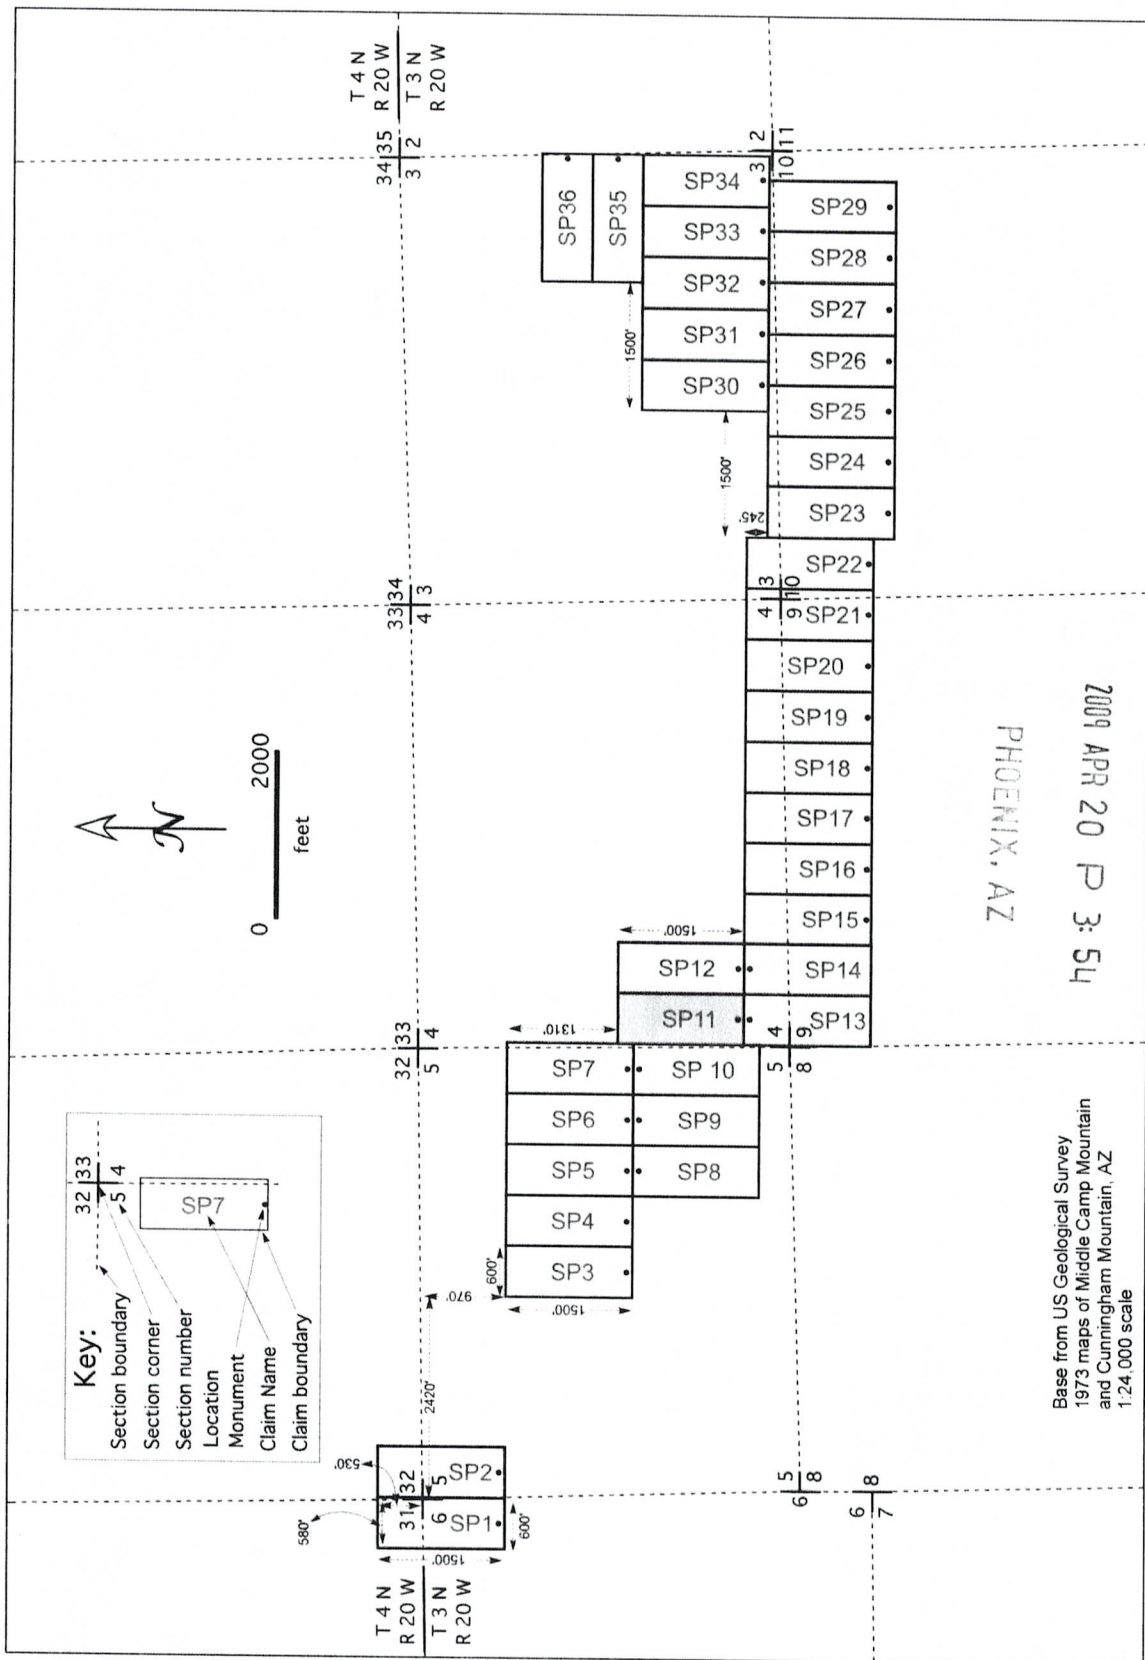 Key:
Section boundary
Section corner
Section number
Location
Monument
Claim Name
Claim boundary
32 33
5 4
SP7
N
0 2000
feet
T 4 N
R 20 W
T 3 N
R 20 W
31 32
6 5
32 33
5 4
33 34
4 3
34 35
3 2
T 4 N
R 20 W
T 3 N
R 20 W
580'
530'
1500'
600'
2420'
970'
SP1
SP2
600'
1500'
1310'
SP3
SP4
SP5
SP6
SP7
SP8
SP9
SP 10
1500'
SP11
SP12
SP13
SP14
SP15
SP16
SP17
SP18
SP19
SP20
SP21
SP22
245'
1500'
1500'
SP23
SP24
SP25
SP26
SP27
SP28
SP29
SP30
SP31
SP32
SP33
SP34
SP35
SP36
5
6 8
6 8
7
5 4
8 9
4 3
9 10
3 2
10 11
Base from US Geological Survey
1973 maps of Middle Camp Mountain
and Cunningham Mountain, AZ
1:24,000 scale
PHOENIX, AZ
2009 APR 20 P 3:54